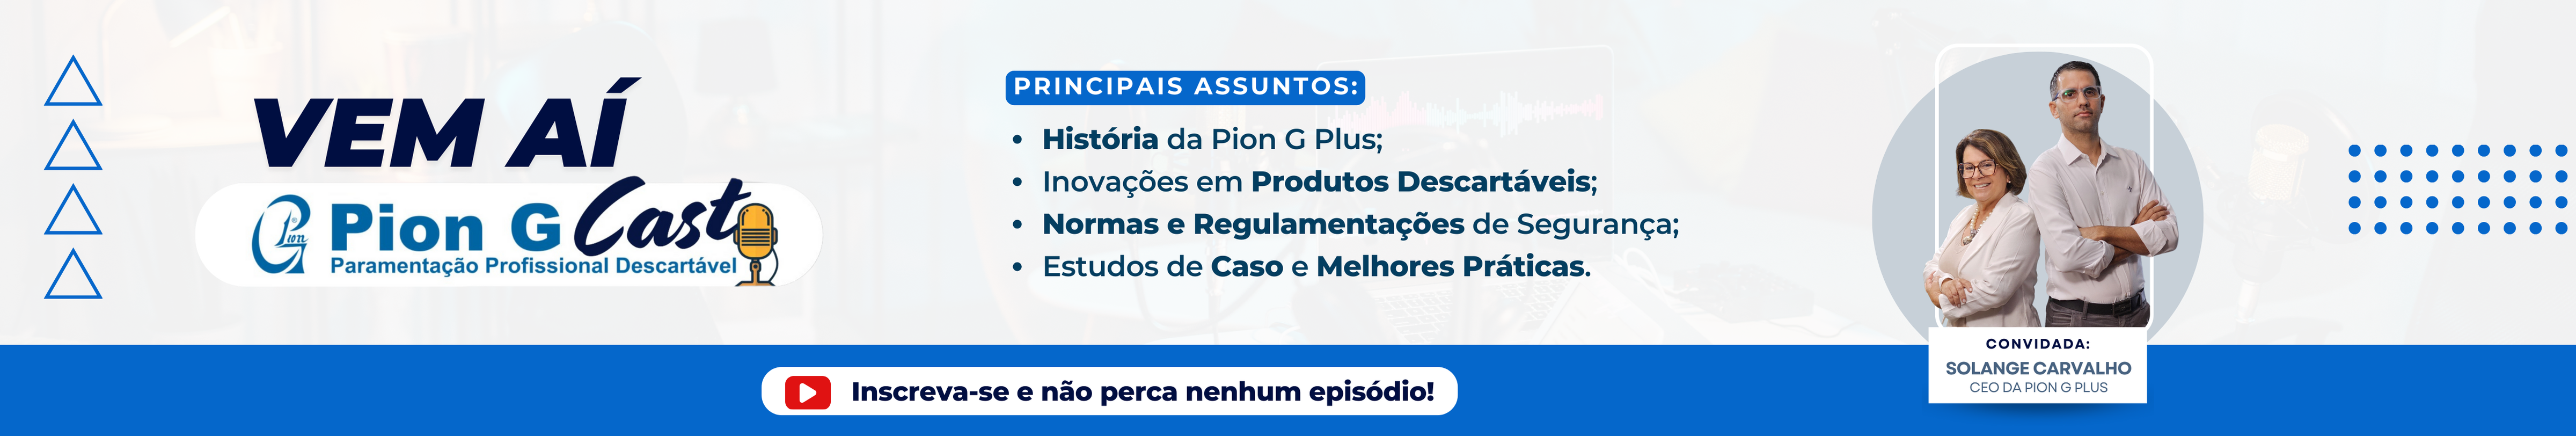 VEM AÍ
Pion
Pion G Cast
Paramentação Profissional Descartável
PRINCIPAIS ASSUNTOS:
• História da Pion G Plus;
• Inovações em Produtos Descartáveis;
• Normas e Regulamentações de Segurança;
• Estudos de Caso e Melhores Práticas.
CONVIDADA:
SOLANGE CARVALHO
CEO DA PION G PLUS
Inscreva-se e não perca nenhum episódio!